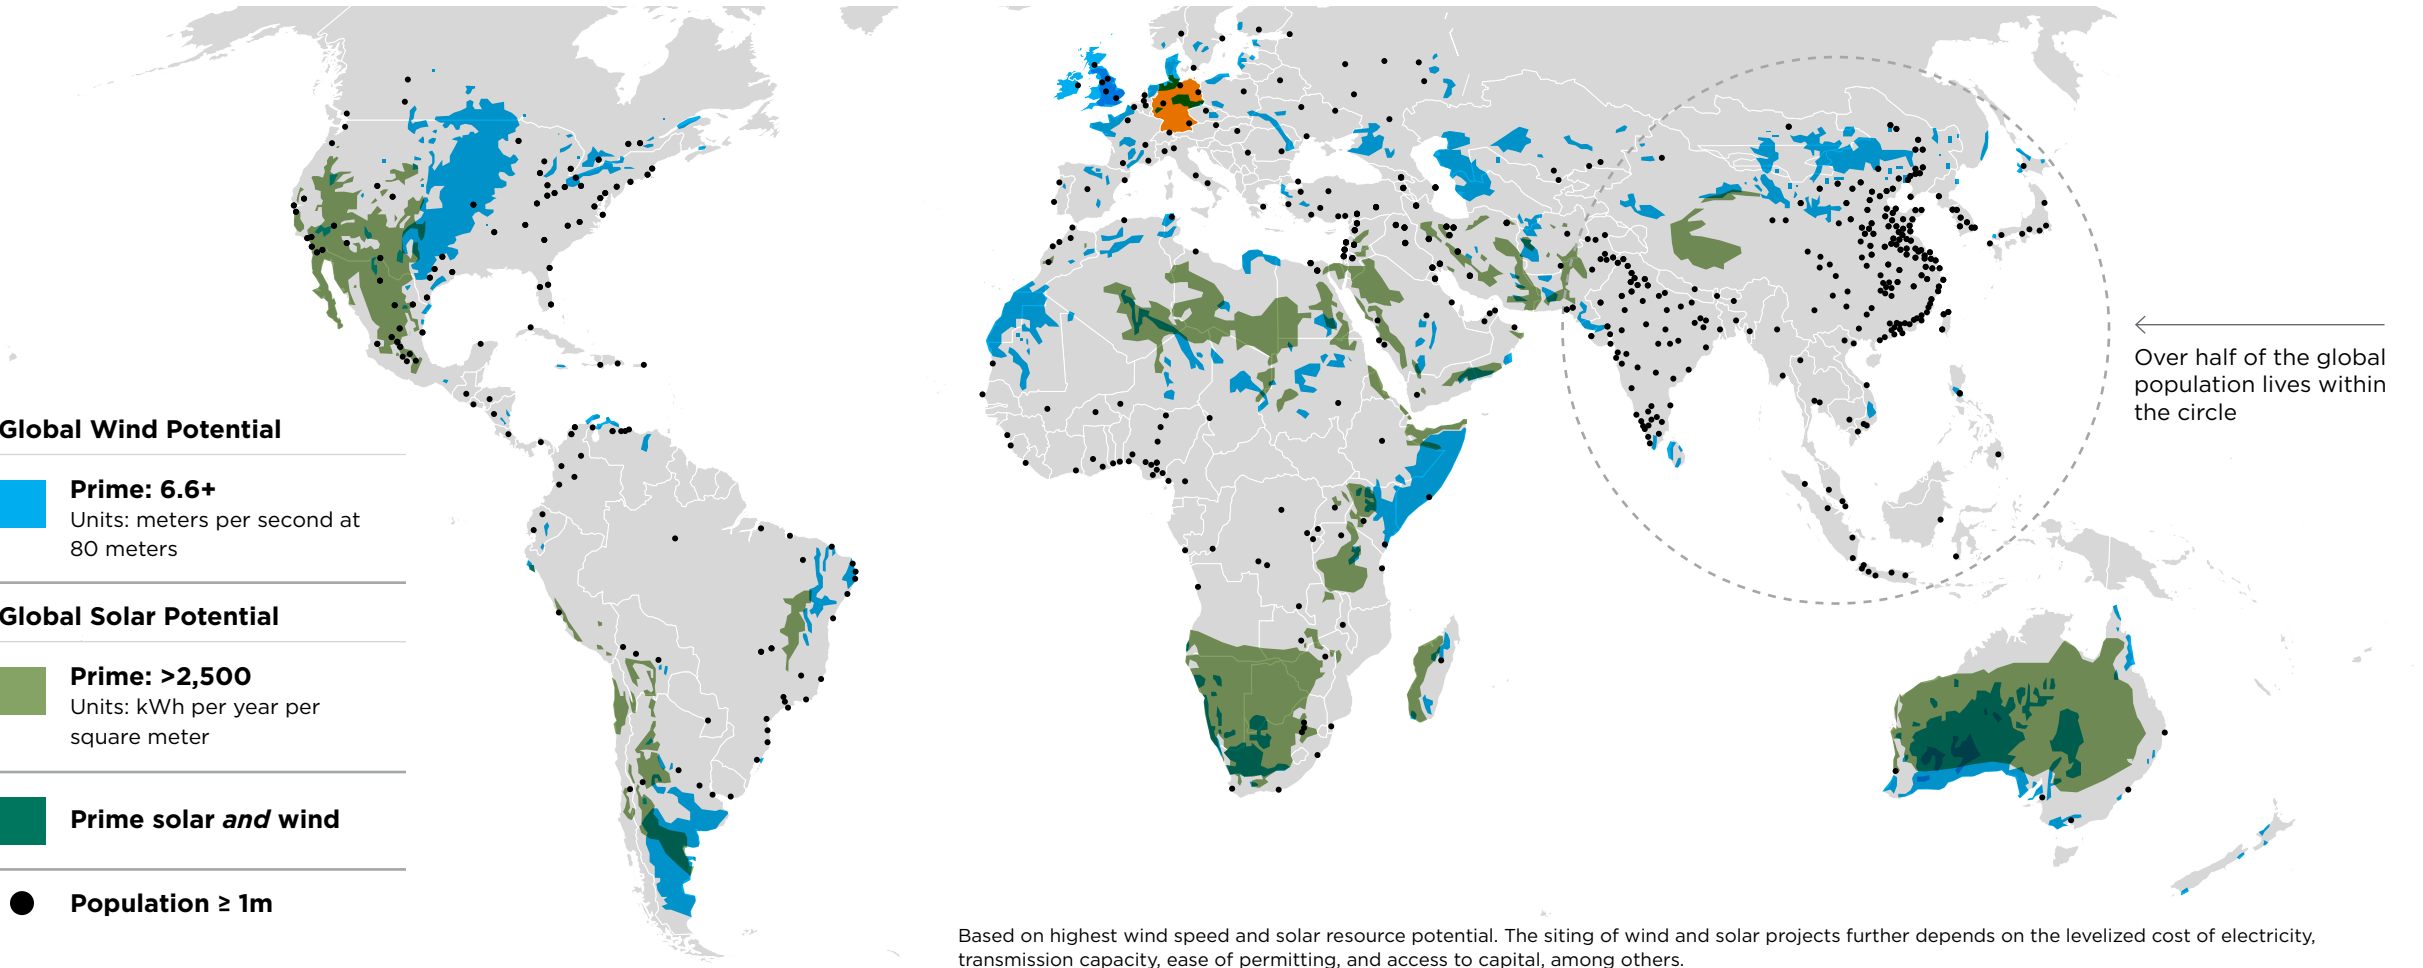 Over half of the global
population lives within
the circle
Global Wind Potential
Prime: 6.6+
Units: meters per second at
80 meters
Global Solar Potential
Prime: >2,500
Units: kWh per year per
square meter
Prime solar and wind
Population ≥ 1m
Based on highest wind speed and solar resource potential. The siting of wind and solar projects further depends on the levelized cost of electricity,
transmission capacity, ease of permitting, and access to capital, among others.